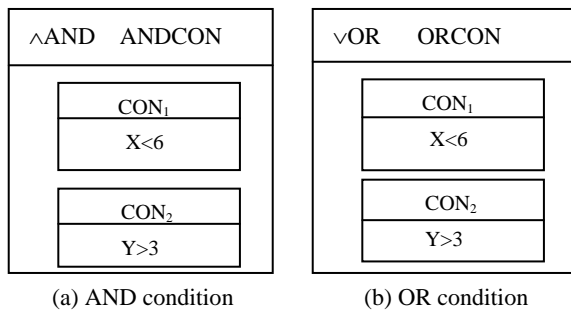 ∧AND ANDCON
CON₁
X<6
CON₂
Y>3
(a) AND condition
∨OR ORCON
CON₁
X<6
CON₂
Y>3
(b) OR condition